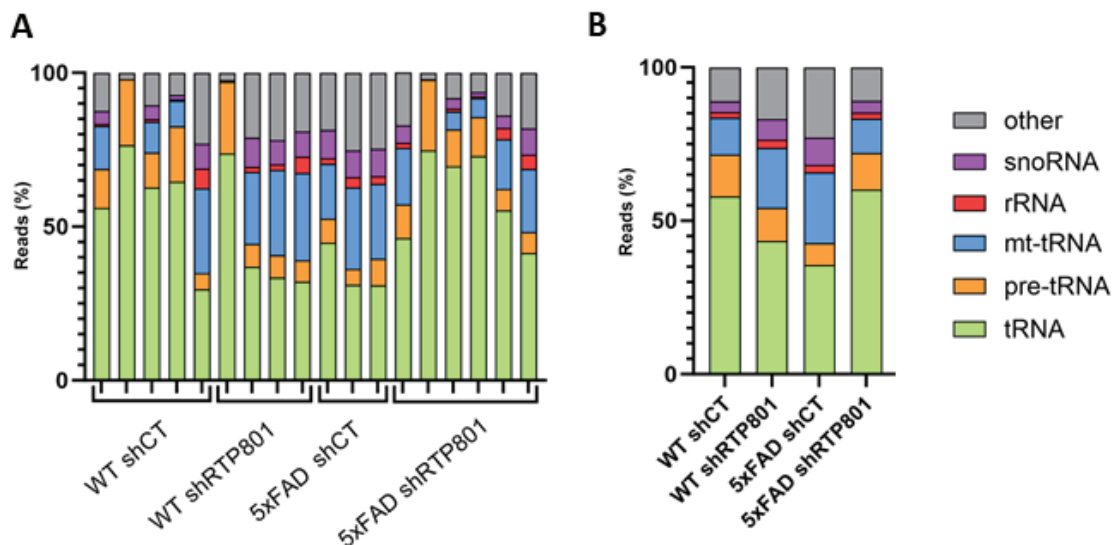 A
100
50
0
Reads (%)
WT shCT
WT shRTP801
5xFAD shCT
5xFAD shRTP801
B
100
50
0
Reads (%)
WT shCT
WT shRTP801
5xFAD shCT
5xFAD shRTP801
other
snoRNA
rRNA
mt-tRNA
pre-tRNA
tRNA